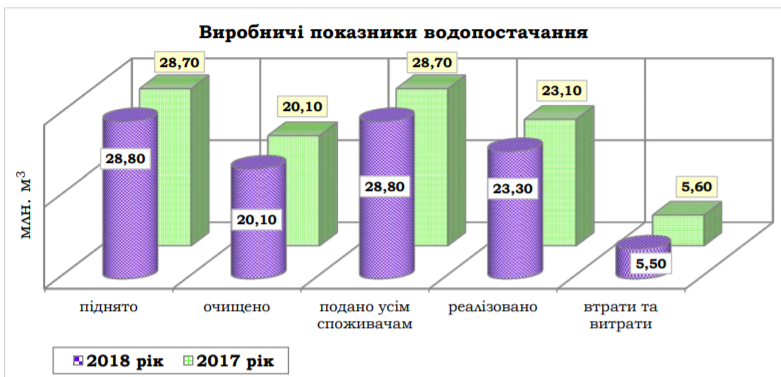 Виробничі показники водопостачання
28,70
28,70
20,10
23,10
28,80
28,80
23,30
5,60
20,10
5,50
млн. м³
піднято
очищено
подано усім
споживачам
реалізовано
втрати та
витрати
2018 рік
2017 рік